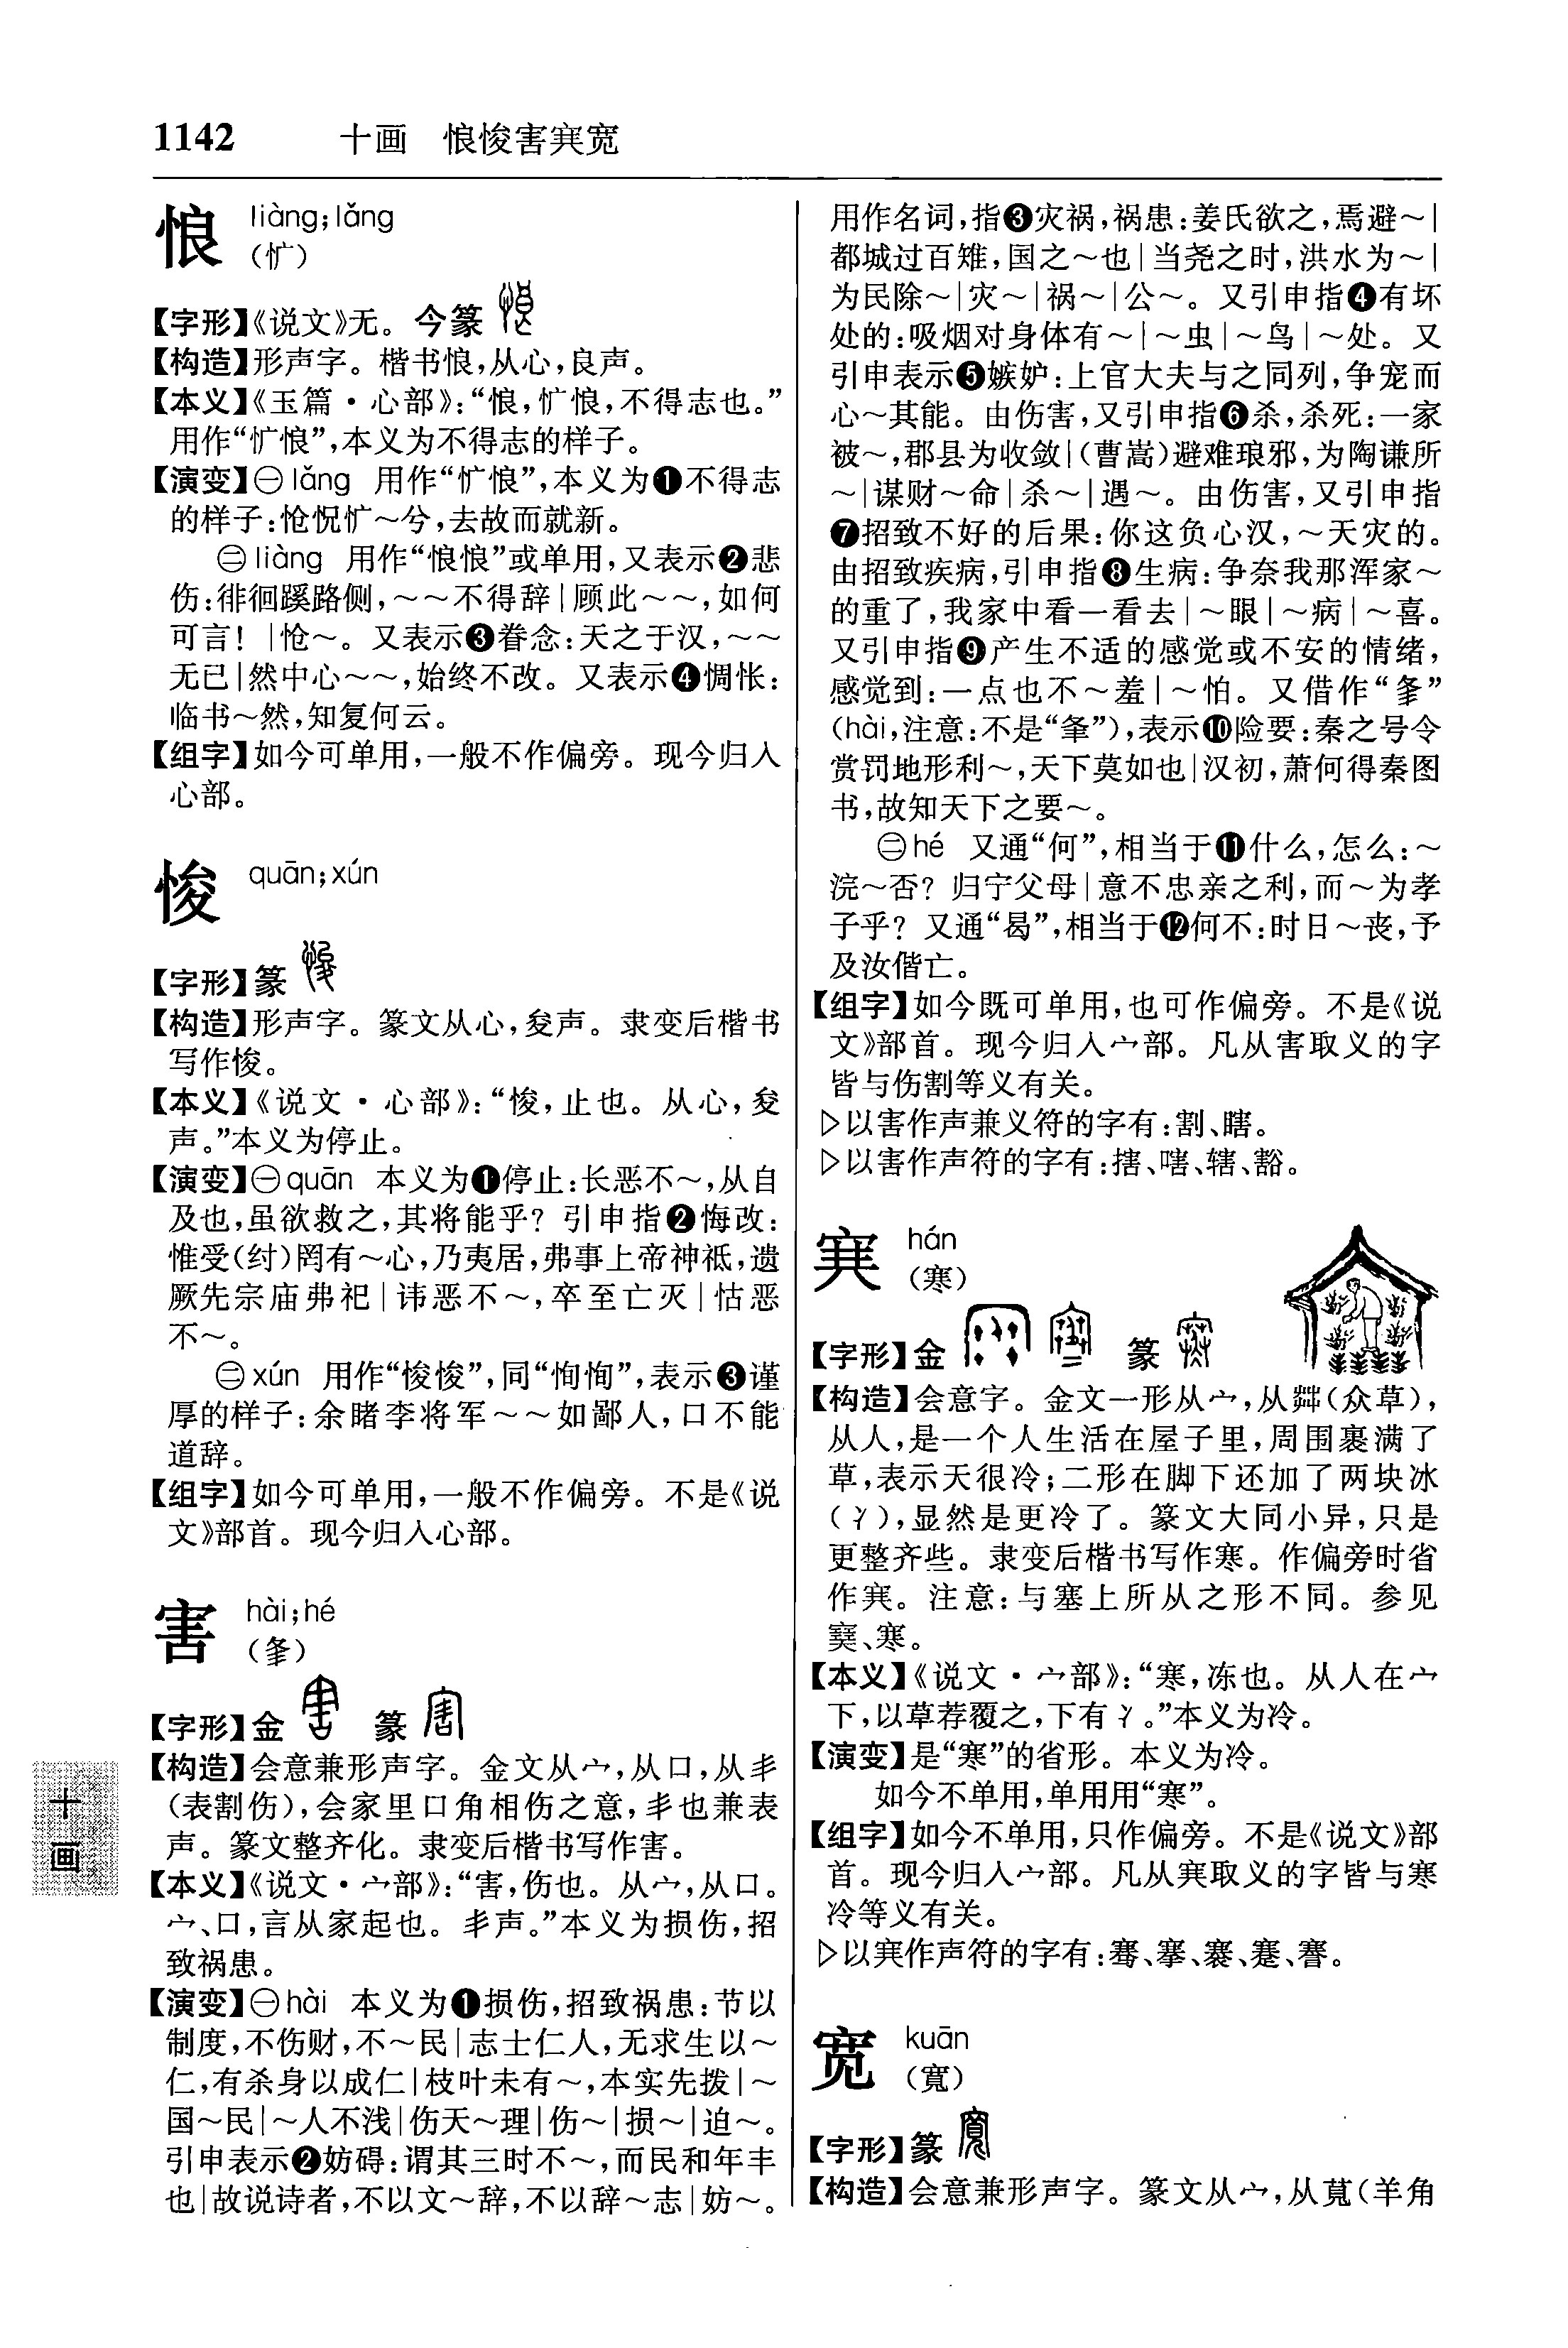 1142 十画 悢悛害𡨄宽
悢 liàng;lǎng
(忹)
【字形】《说文》无。今篆
【构造】形声字。楷书悢,从心,良声。
【本义】《玉篇·心部》:“悢,忹悢,不得志也。”
用作“忹悢”,本义为不得志的样子。
【演变】㊀lǎng 用作“忹悢”,本义为❶不得志
的样子:怆怳忹~兮,去故而就新。
㊁liàng 用作“悢悢”或单用,又表示❷悲
伤:徘徊蹊路侧,~~不得辞|顾此~~,如何
可言!|怆~。又表示❸眷念:天之于汉,~~
无已|然中心~~,始终不改。又表示❹惆怅:
临书~然,知复何云。
【组字】如今可单用,一般不作偏旁。现今归入
心部。
悛 quān;xún
【字形】篆
【构造】形声字。篆文从心,夋声。隶变后楷书
写作悛。
【本义】《说文·心部》:“悛,止也。从心,夋
声。”本义为停止。
【演变】㊀quān 本义为❶停止:长恶不~,从自
及也,虽欲救之,其将能乎?引申指❷悔改:
惟受(纣)罔有~心,乃夷居,弗事上帝神祇,遗
厥先宗庙弗祀|讳恶不~,卒至亡灭|怙恶
不~。
㊁xún 用作“悛悛”,同“恂恂”,表示❸谨
厚的样子:余睹李将军~~如鄙人,口不能
道辞。
【组字】如今可单用,一般不作偏旁。不是《说
文》部首。现今归入心部。
害 hài;hé
(夆)
【字形】金 篆
【构造】会意兼形声字。金文从宀,从口,从丯
(表割伤),会家里口角相伤之意,丯也兼表
声。篆文整齐化。隶变后楷书写作害。
【本义】《说文·宀部》:“害,伤也。从宀,从口。
宀、口,言从家起也。丯声。”本义为损伤,招
致祸患。
【演变】㊀hài 本义为❶损伤,招致祸患:节以
制度,不伤财,不~民|志士仁人,无求生以~
仁,有杀身以成仁|枝叶未有~,本实先拨|~
国~民|~人不浅|伤天~理|伤~|损~|迫~。
引申表示❷妨碍:谓其三时不~,而民和年丰
也|故说诗者,不以文~辞,不以辞~志|妨~。
十
画
用作名词,指❸灾祸,祸患:姜氏欲之,焉避~|
都城过百雉,国之~也|当尧之时,洪水为~|
为民除~|灾~|祸~|公~。又引申指❹有坏
处的:吸烟对身体有~|~虫|~鸟|~处。又
引申表示❺嫉妒:上官大夫与之同列,争宠而
心~其能。由伤害,又引申指❻杀,杀死:一家
被~,郡县为收敛|(曹嵩)避难琅邪,为陶谦所
~|谋财~命|杀~|遇~。由伤害,又引申指
❼招致不好的后果:你这负心汉,~天灾的。
由招致疾病,引申指❽生病:争奈我那浑家~
的重了,我家中看一看去|~眼|~病|~喜。
又引申指❾产生不适的感觉或不安的情绪,
感觉到:一点也不~羞|~怕。又借作“夆”
(hài,注意:不是“夆”),表示❿险要:秦之号令
赏罚地形利~,天下莫如也|汉初,萧何得秦图
书,故知天下之要~。
㊁hé 又通“何”,相当于⓫什么,怎么:~
浣~否?归宁父母|意不忠亲之利,而~为孝
子乎?又通“曷”,相当于⓬何不:时日~丧,予
及汝偕亡。
【组字】如今既可单用,也可作偏旁。不是《说
文》部首。现今归入宀部。凡从害取义的字
皆与伤割等义有关。
▷以害作声兼义符的字有:割、瞎。
▷以害作声符的字有:搳、嗐、辖、豁。
𡨄 hán
(寒)
【字形】金 篆
【构造】会意字。金文一形从宀,从茻(众草),
从人,是一个人生活在屋子里,周围裹满了
草,表示天很冷;二形在脚下还加了两块冰
(冫),显然是更冷了。篆文大同小异,只是
更整齐些。隶变后楷书写作寒。作偏旁时省
作𡨄。注意:与塞上所从之形不同。参见
、寒。
【本义】《说文·宀部》:“寒,冻也。从人在宀
下,以草荐覆之,下有冫。”本义为冷。
【演变】是“寒”的省形。本义为冷。
如今不单用,单用用“寒”。
【组字】如今不单用,只作偏旁。不是《说文》部
首。现今归入宀部。凡从𡨄取义的字皆与寒
冷等义有关。
▷以𡨄作声符的字有:骞、搴、褰、蹇、謇。
宽 kuān
(寬)
【字形】篆
【构造】会意兼形声字。篆文从宀,从萈(羊角